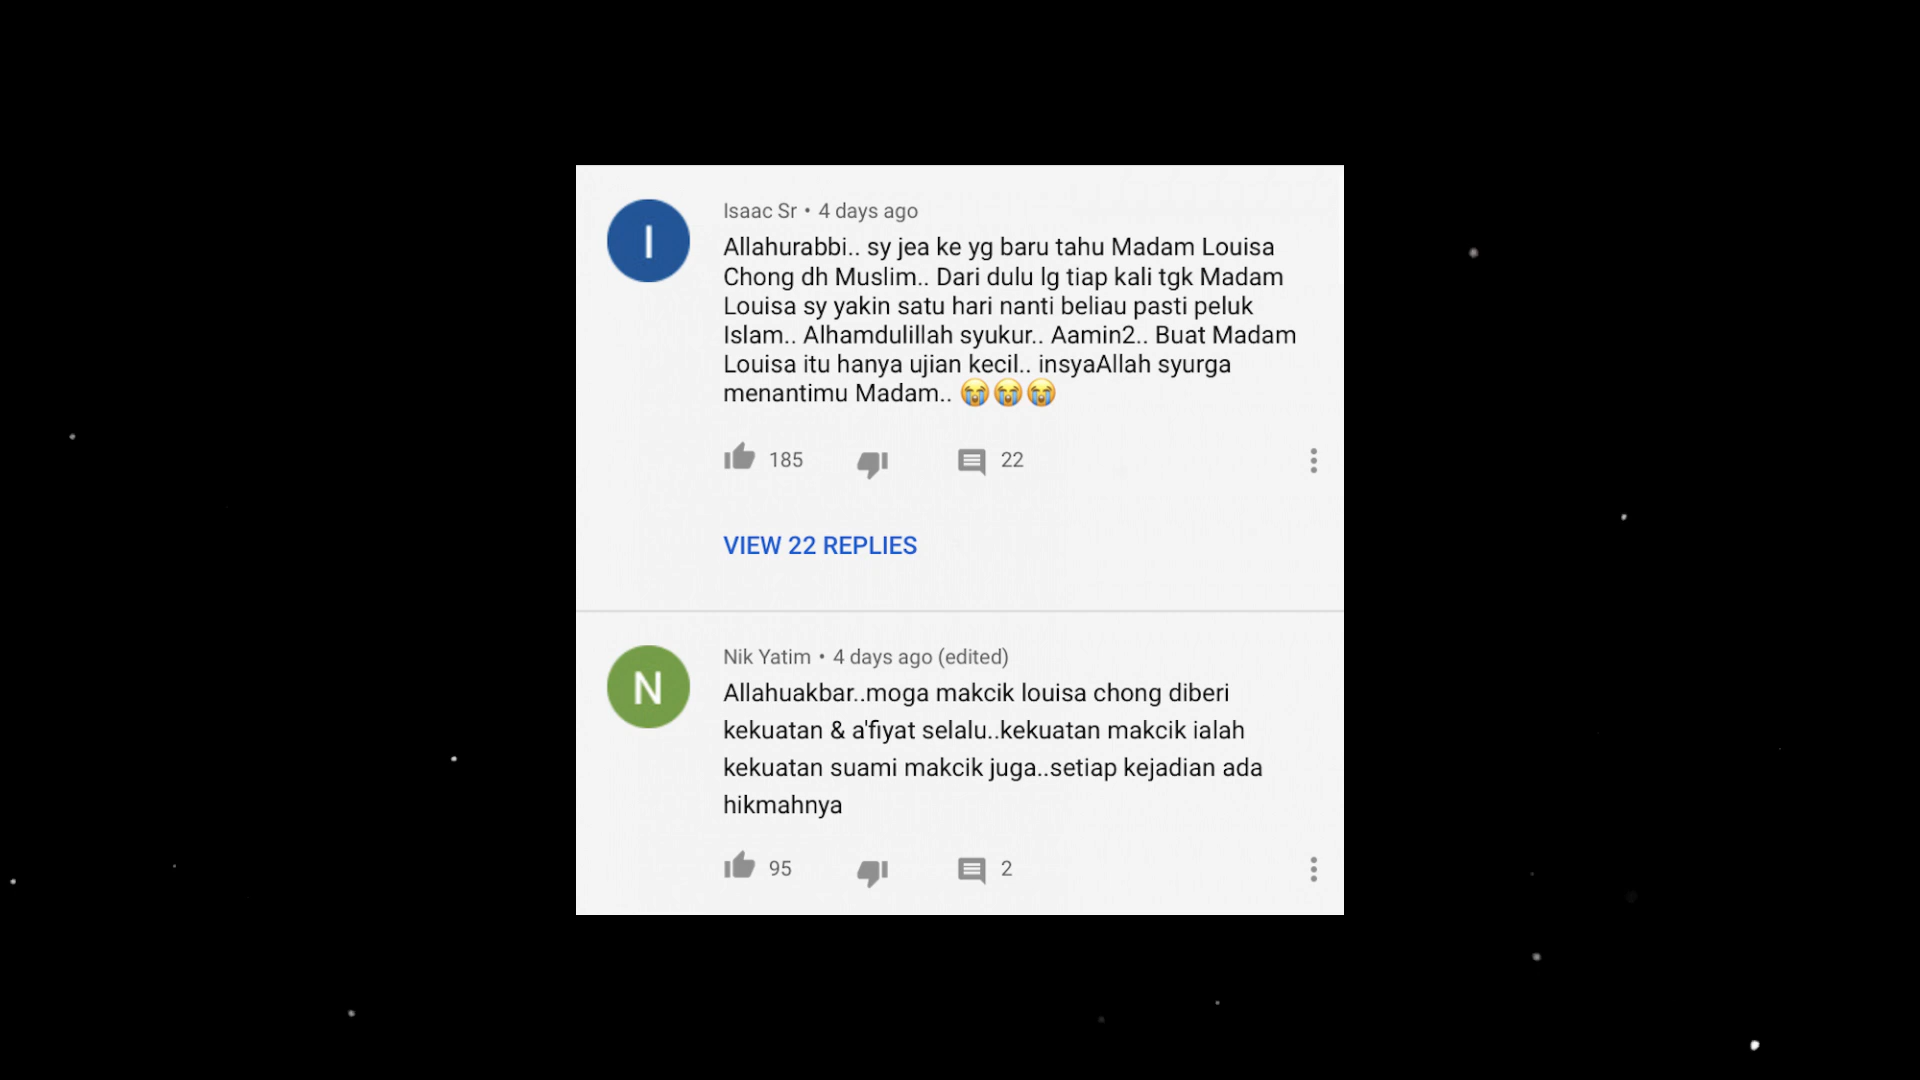 I
Isaac Sr • 4 days ago
Allahurabbi.. sy jea ke yg baru tahu Madam Louisa
Chong dh Muslim.. Dari dulu lg tiap kali tgk Madam
Louisa sy yakin satu hari nanti beliau pasti peluk
Islam.. Alhamdulillah syukur.. Aamin2.. Buat Madam
Louisa itu hanya ujian kecil.. insyaAllah syurga
menantimu Madam.. 😭😭😭
185 22
VIEW 22 REPLIES
N
Nik Yatim • 4 days ago (edited)
Allahuakbar..moga makcik louisa chong diberi
kekuatan & a'fiyat selalu..kekuatan makcik ialah
kekuatan suami makcik juga..setiap kejadian ada
hikmahnya
95 2